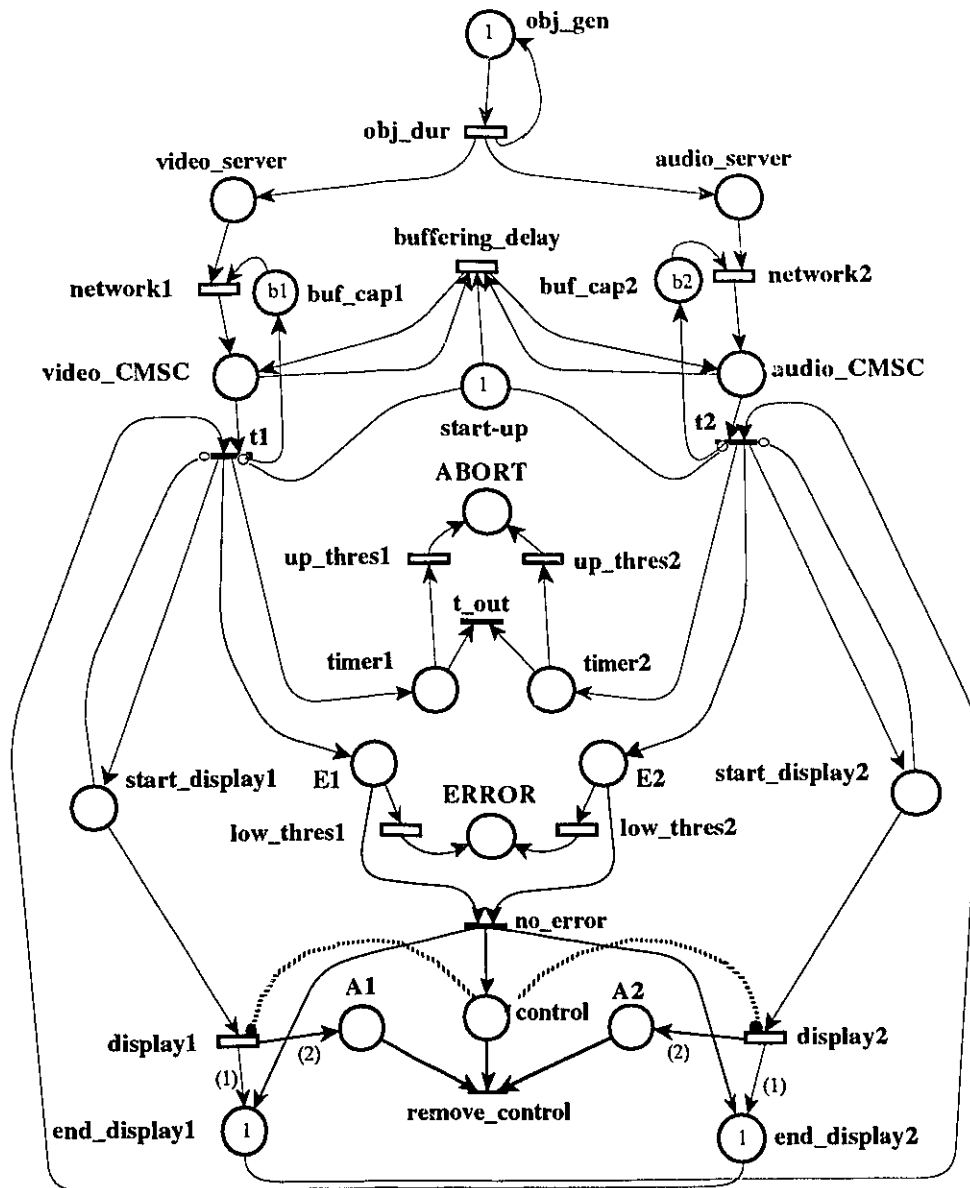 obj_gen
1
obj_dur
video_server
audio_server
buffering_delay
network1
b1
buf_cap1
buf_cap2
b2
network2
video_CMSC
1
audio_CMSC
start-up
t1
t2
ABORT
up_thres1
up_thres2
t_out
timer1
timer2
start_display1
E1
E2
start_display2
ERROR
low_thres1
low_thres2
no_error
A1
control
A2
display1
(2)
(2)
display2
(1)
(1)
remove_control
end_display1
1
1
end_display2